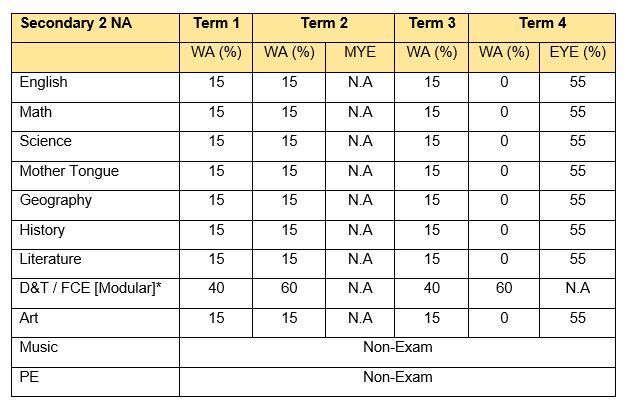 Secondary 2 NA Term 1 Term 2 Term 3 Term 4
WA (%) WA (%) MYE WA (%) WA (%) EYE (%)
English 15 15 N.A 15 0 55
Math 15 15 N.A 15 0 55
Science 15 15 N.A 15 0 55
Mother Tongue 15 15 N.A 15 0 55
Geography 15 15 N.A 15 0 55
History 15 15 N.A 15 0 55
Literature 15 15 N.A 15 0 55
D&T / FCE [Modular]* 40 60 N.A 40 60 N.A
Art 15 15 N.A 15 0 55
Music Non-Exam
PE Non-Exam